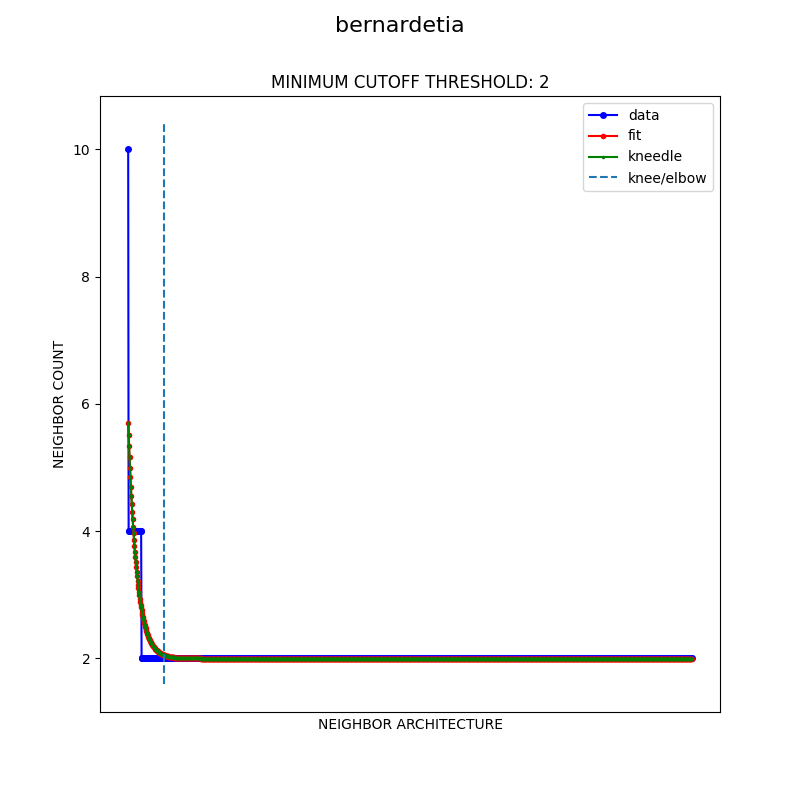 bernardetia
MINIMUM CUTOFF THRESHOLD: 2
data
fit
kneedle
knee/elbow
10
8
6
4
2
NEIGHBOR COUNT
NEIGHBOR ARCHITECTURE